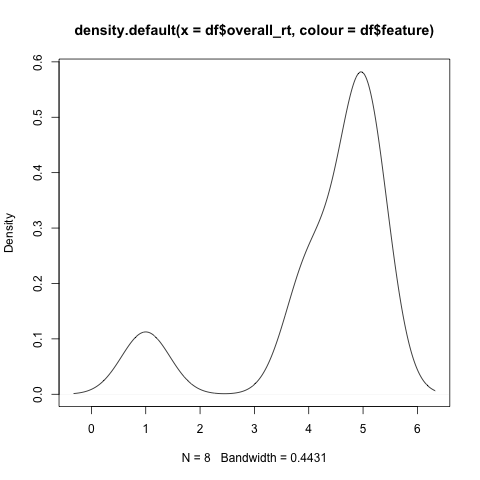 density.default(x = df$overall_rt, colour = df$feature)
Density
0.6
0.5
0.4
0.3
0.2
0.1
0.0
0 1 2 3 4 5 6
N = 8 Bandwidth = 0.4431